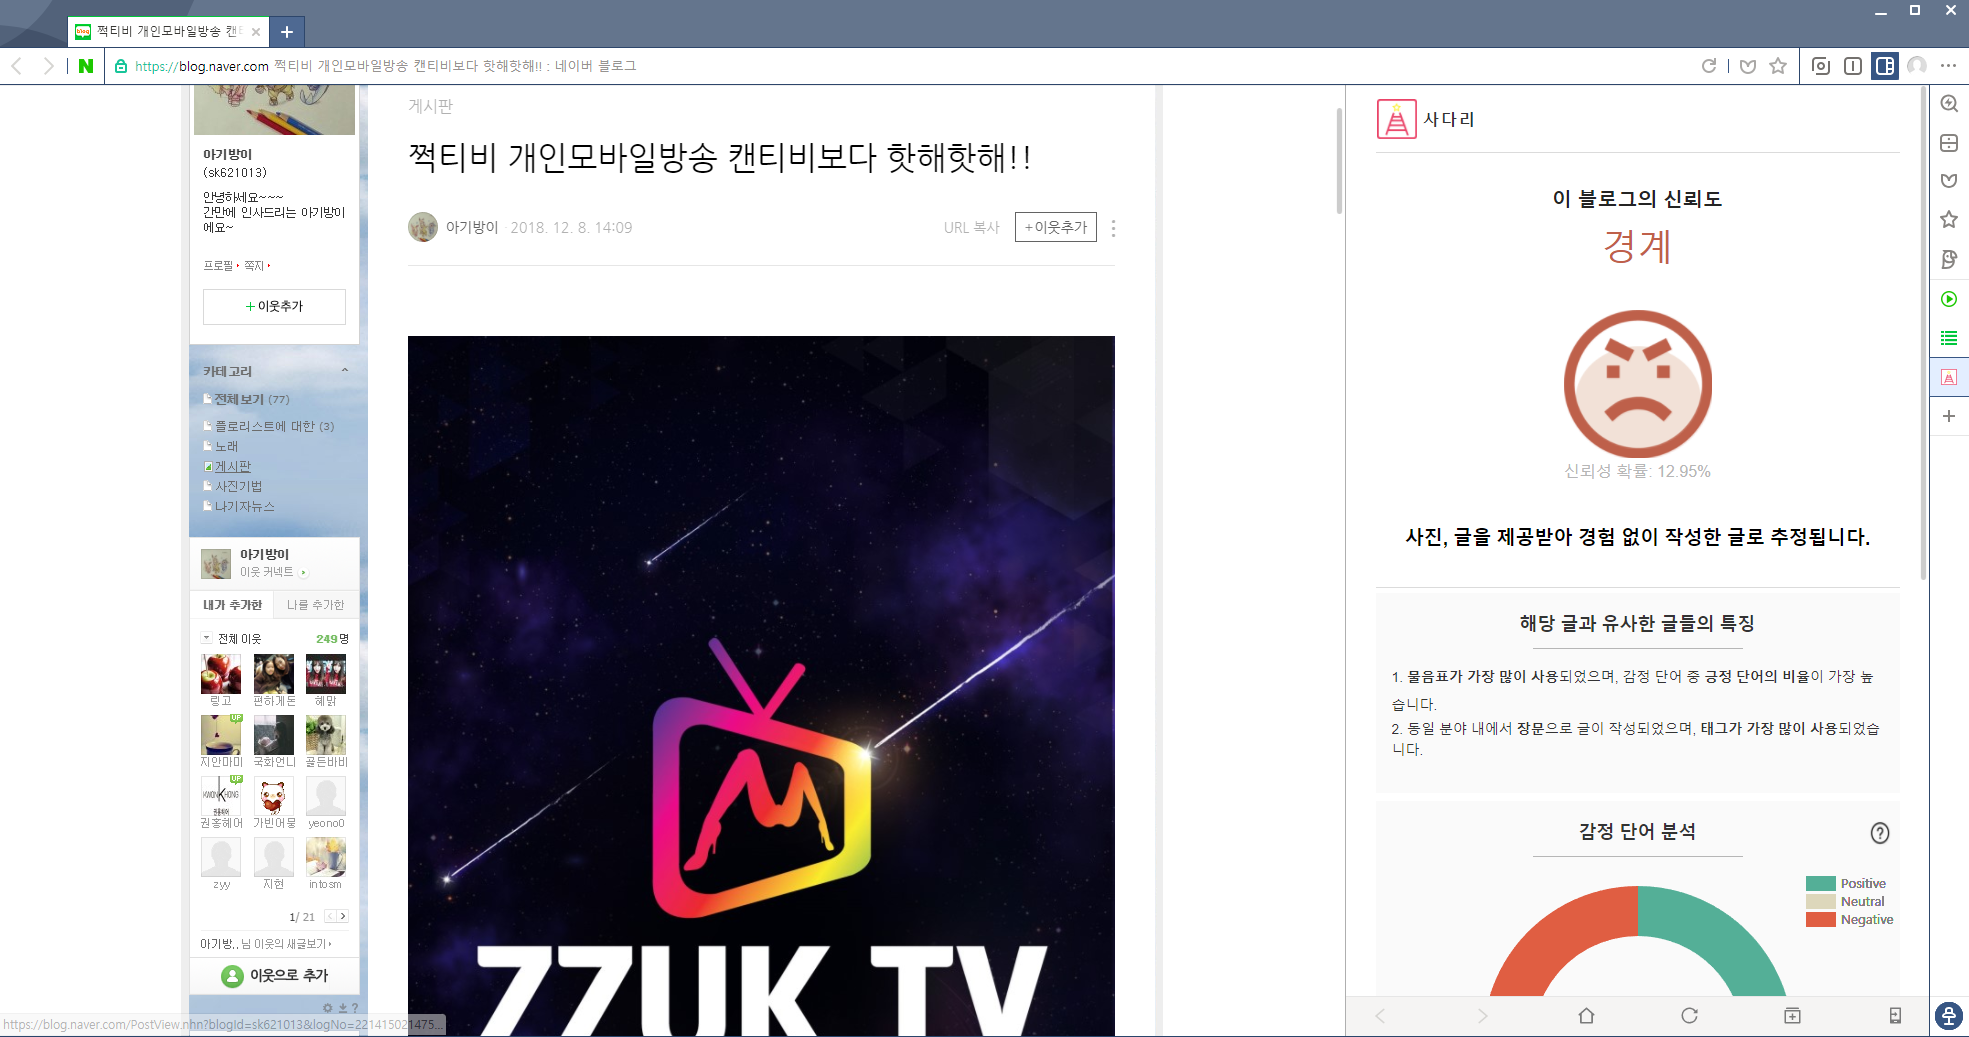 쩍티비 개인모바일방송 캔
https://blog.naver.com 쩍티비 개인모바일방송 캔티비보다 핫해핫해!! : 네이버 블로그
아기방이
(sk621013)
안녕하세요~~~
간만에 인사드리는 아기방이
에요~
프로필 쪽지
+이웃추가
카테고리
전체보기 (77)
플로리스트에 대한 (3)
노래
게시판
사진기법
나기자뉴스
아기방이
이웃 커넥트
내가 추가한 나를 추가한
전체 이웃 249명
링고 편하게돈 혜맑
UP
지안마미 국화언니 골든바비
UP
KWON HONG
권홍헤어 가빈어뭉 yeono0
zyy 지현 intosm
1/ 21
아기방.. 님 이웃의 새글보기
이웃으로 추가
https://blog.naver.com/PostView.nhn?blogId=sk621013&logNo=221415021475...
게시판
쩍티비 개인모바일방송 캔티비보다 핫해핫해!!
아기방이 · 2018. 12. 8. 14:09
URL 복사 +이웃추가
ZZUK TV
사다리
이 블로그의 신뢰도
경계
신뢰성 확률: 12.95%
사진, 글을 제공받아 경험 없이 작성한 글로 추정됩니다.
해당 글과 유사한 글들의 특징
1. 물음표가 가장 많이 사용되었으며, 감정 단어 중 긍정 단어의 비율이 가장 높
습니다.
2. 동일 분야 내에서 장문으로 글이 작성되었으며, 태그가 가장 많이 사용되었습
니다.
감정 단어 분석
Positive
Neutral
Negative